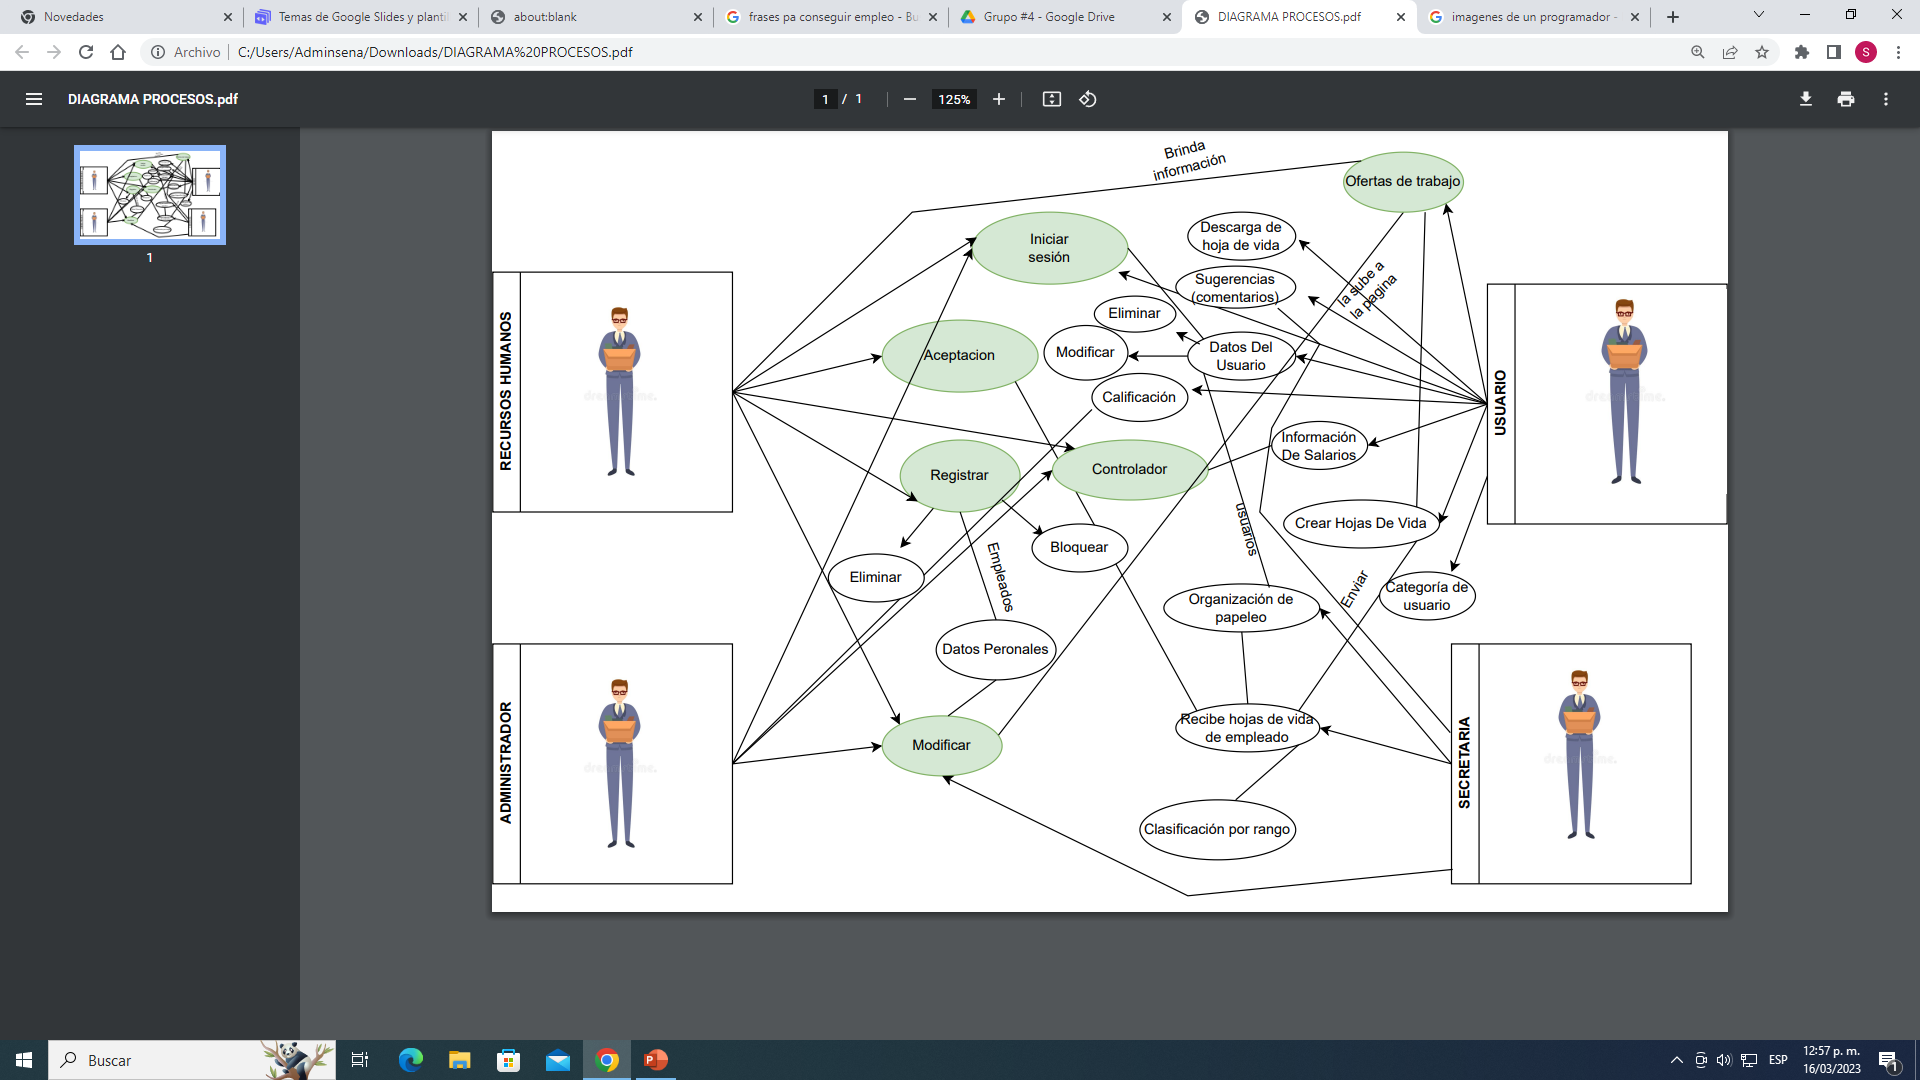 Novedades
Temas de Google Slides y planti
about:blank
frases pa conseguir empleo - Bu
Grupo #4 - Google Drive
DIAGRAMA PROCESOS.pdf
imagenes de un programador -
Archivo
C:/Users/Adminsena/Downloads/DIAGRAMA%20PROCESOS.pdf
S
DIAGRAMA PROCESOS.pdf
1 / 1
125%
1
Brinda
información
Ofertas de trabajo
Descarga de
hoja de vida
Iniciar
sesión
Sugerencias
(comentarios)
la sube a
la pagina
Eliminar
Modificar
Datos Del
Usuario
Aceptacion
Calificación
RECURSOS HUMANOS
USUARIO
Información
De Salarios
Registrar
Controlador
Crear Hojas De Vida
usuarios
Bloquear
Empleados
Eliminar
Enviar
Categoría de
usuario
Organización de
papeleo
Datos Peronales
Recibe hojas de vida
de empleado
Modificar
ADMINISTRADOR
SECRETARIA
Clasificación por rango
Buscar
P
ESP
12:57 p. m.
16/03/2023
1